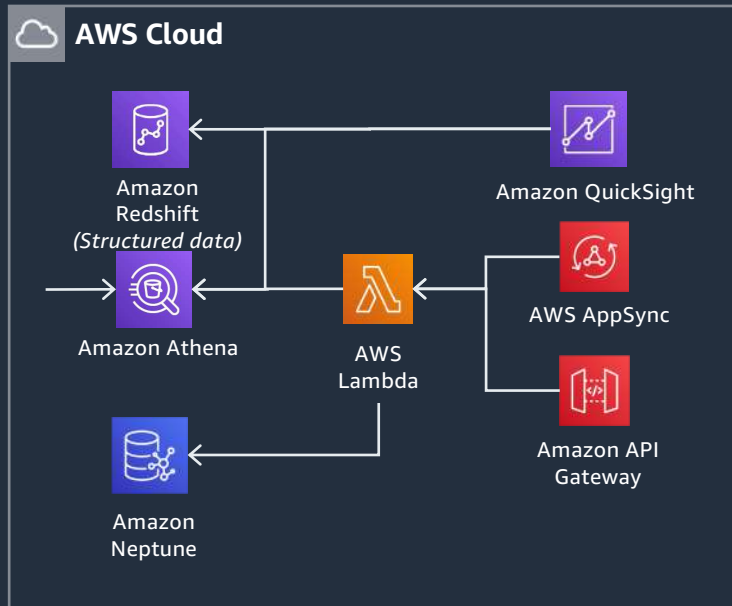 AWS Cloud
Amazon
Redshift
(Structured data)
Amazon QuickSight
Amazon Athena
AWS
Lambda
AWS AppSync
Amazon API
Gateway
Amazon
Neptune